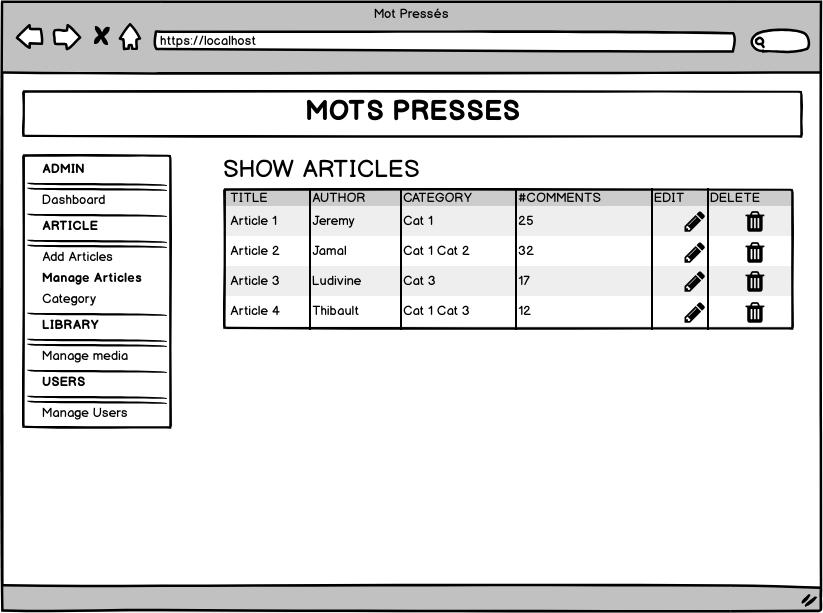 Mot Pressés
https://localhost
MOTS PRESSES
ADMIN
Dashboard
ARTICLE
Add Articles
Manage Articles
Category
LIBRARY
Manage media
USERS
Manage Users
SHOW ARTICLES
TITLE AUTHOR CATEGORY #COMMENTS EDIT DELETE
Article 1 Jeremy Cat 1 25
Article 2 Jamal Cat 1 Cat 2 32
Article 3 Ludivine Cat 3 17
Article 4 Thibault Cat 1 Cat 3 12